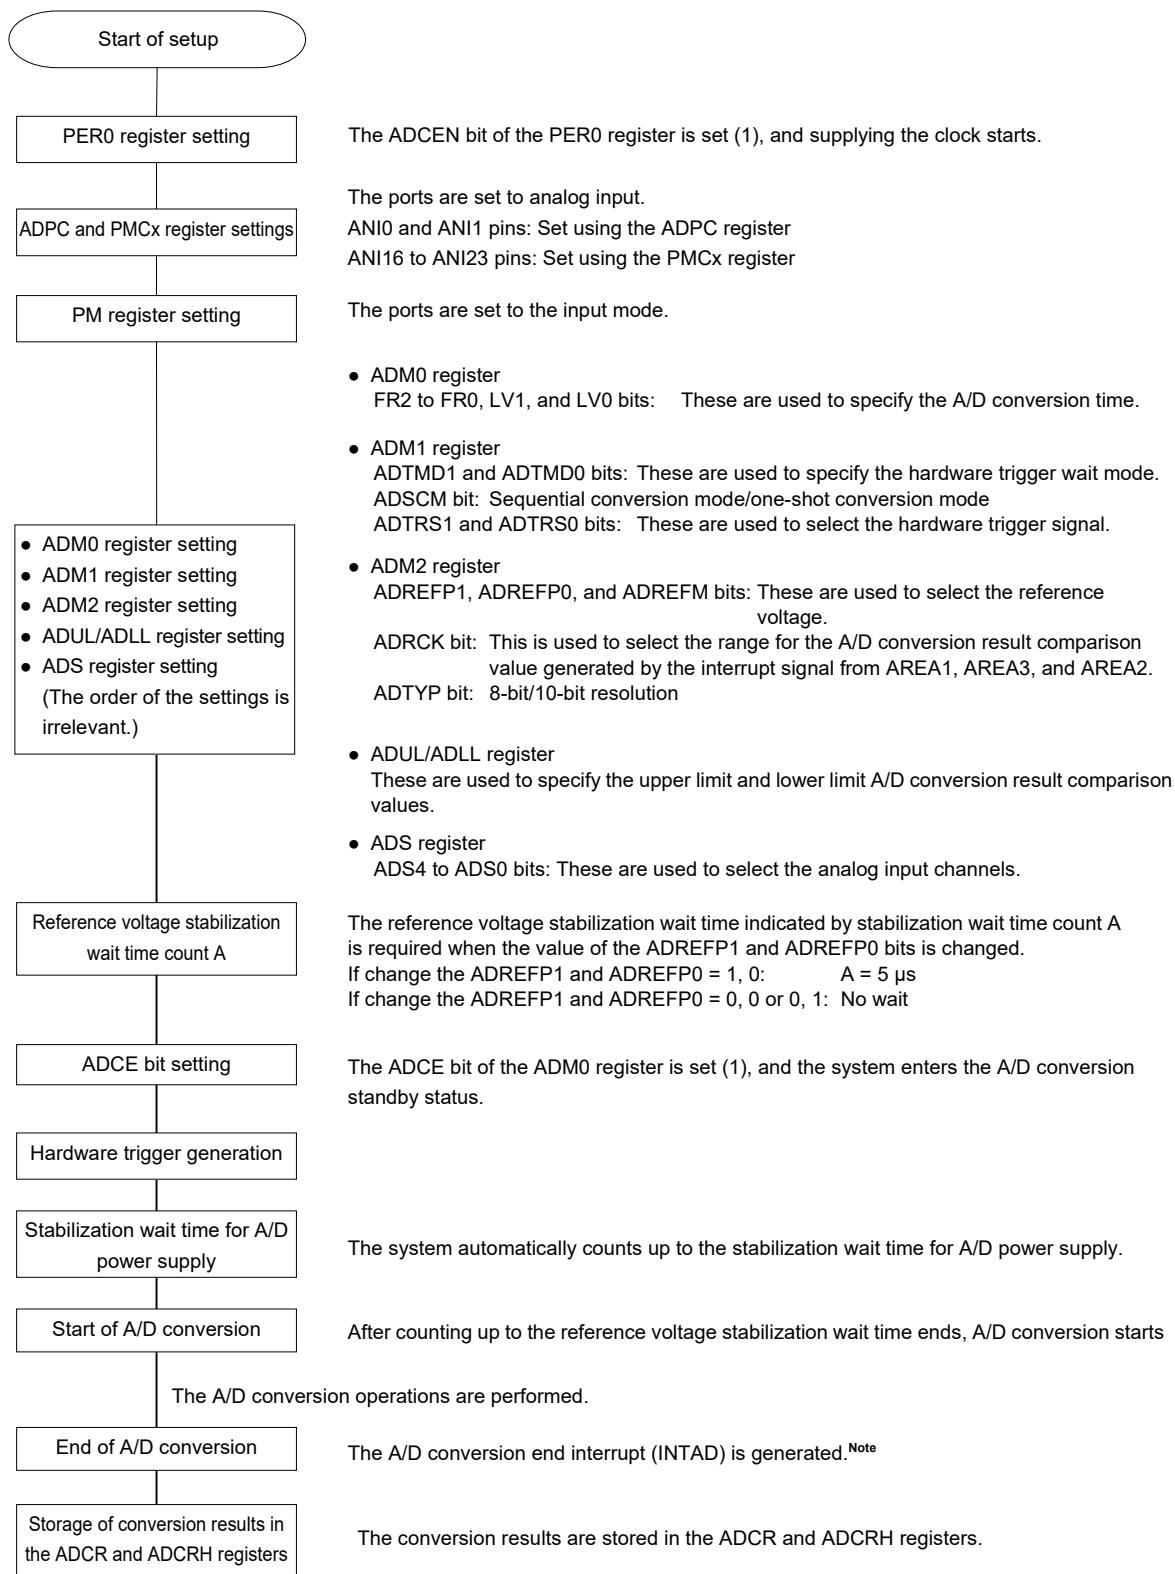 Start of setup
PER0 register setting
The ADCEN bit of the PER0 register is set (1), and supplying the clock starts.
ADPC and PMCx register settings
The ports are set to analog input.
ANI0 and ANI1 pins: Set using the ADPC register
ANI16 to ANI23 pins: Set using the PMCx register
PM register setting
The ports are set to the input mode.
● ADM0 register setting
● ADM1 register setting
● ADM2 register setting
● ADUL/ADLL register setting
● ADS register setting
(The order of the settings is
irrelevant.)
● ADM0 register
FR2 to FR0, LV1, and LV0 bits: These are used to specify the A/D conversion time.
● ADM1 register
ADTMD1 and ADTMD0 bits: These are used to specify the hardware trigger wait mode.
ADSCM bit: Sequential conversion mode/one-shot conversion mode
ADTRS1 and ADTRS0 bits: These are used to select the hardware trigger signal.
● ADM2 register
ADREFP1, ADREFP0, and ADREFM bits: These are used to select the reference
voltage.
ADRCK bit: This is used to select the range for the A/D conversion result comparison
value generated by the interrupt signal from AREA1, AREA3, and AREA2.
ADTYP bit: 8-bit/10-bit resolution
● ADUL/ADLL register
These are used to specify the upper limit and lower limit A/D conversion result comparison
values.
● ADS register
ADS4 to ADS0 bits: These are used to select the analog input channels.
Reference voltage stabilization
wait time count A
The reference voltage stabilization wait time indicated by stabilization wait time count A
is required when the value of the ADREFP1 and ADREFP0 bits is changed.
If change the ADREFP1 and ADREFP0 = 1, 0: A = 5 µs
If change the ADREFP1 and ADREFP0 = 0, 0 or 0, 1: No wait
ADCE bit setting
The ADCE bit of the ADM0 register is set (1), and the system enters the A/D conversion
standby status.
Hardware trigger generation
Stabilization wait time for A/D
power supply
The system automatically counts up to the stabilization wait time for A/D power supply.
Start of A/D conversion
After counting up to the reference voltage stabilization wait time ends, A/D conversion starts
The A/D conversion operations are performed.
End of A/D conversion
The A/D conversion end interrupt (INTAD) is generated.Note
Storage of conversion results in
the ADCR and ADCRH registers
The conversion results are stored in the ADCR and ADCRH registers.